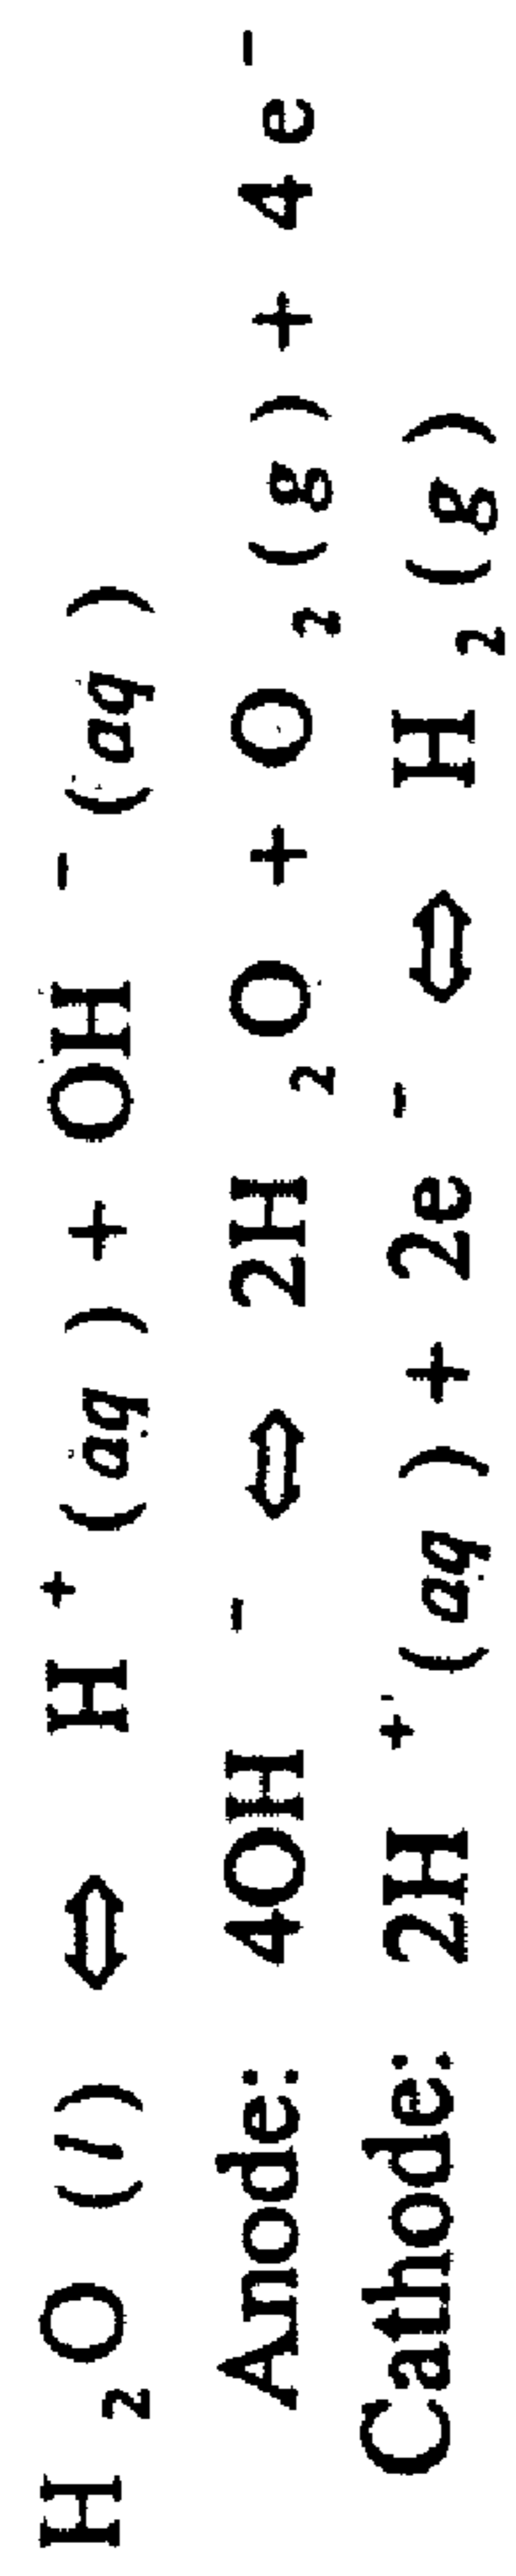 H₂O (l) ⇔ H⁺ (aq) + OH⁻ (aq)
Anode: 4OH⁻ ⇔ 2H₂O + O₂ (g) + 4e⁻
Cathode: 2H⁺ (aq) + 2e⁻ ⇔ H₂ (g)